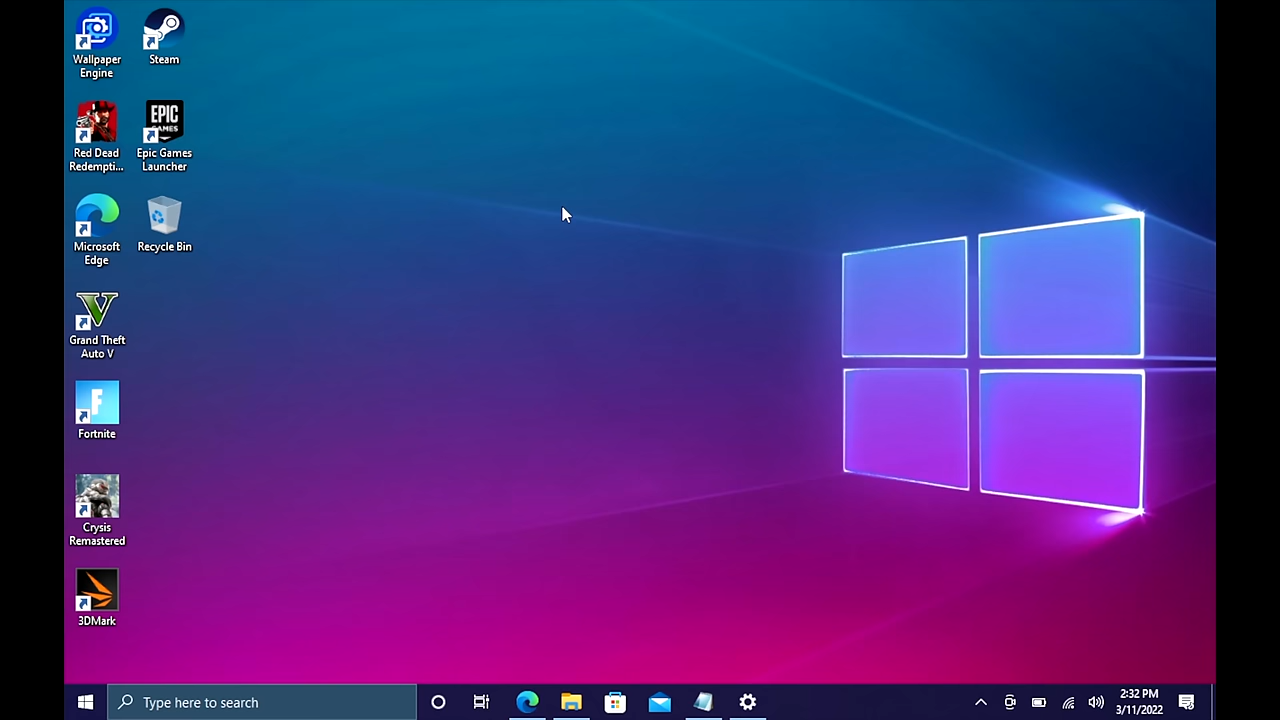 Wallpaper
Engine
Steam
Red Dead
Redempti...
EPIC
GAMES
Epic Games
Launcher
Microsoft
Edge
Recycle Bin
V
Grand Theft
Auto V
F
Fortnite
Crysis
Remastered
3DMark
Type here to search
2:32 PM
3/11/2022